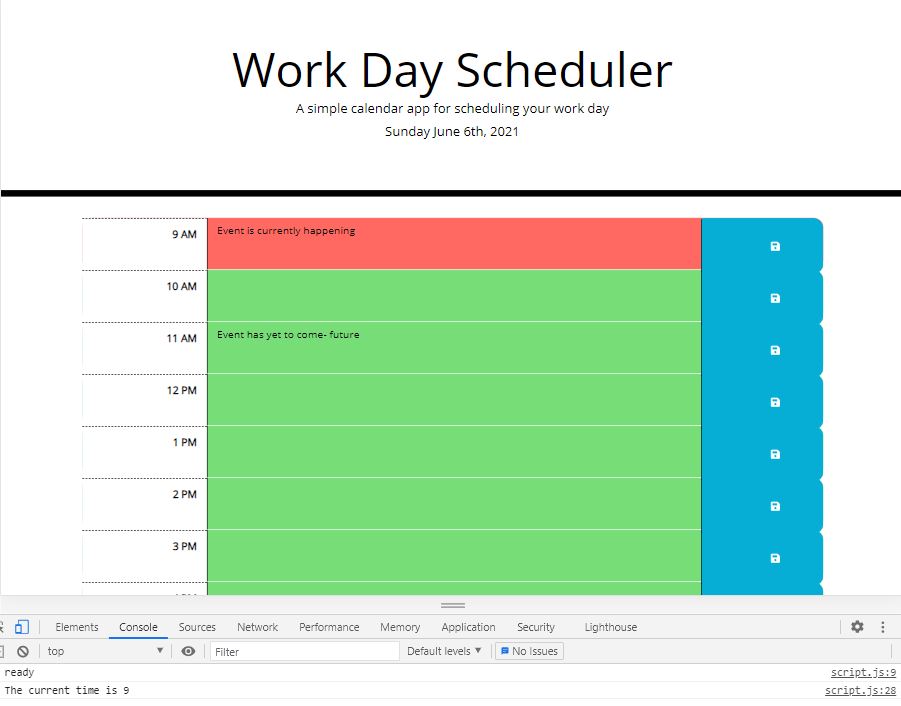 Work Day Scheduler
A simple calendar app for scheduling your work day
Sunday June 6th, 2021
9 AM Event is currently happening
10 AM
11 AM Event has yet to come- future
12 PM
1 PM
2 PM
3 PM
Elements Console Sources Network Performance Memory Application Security Lighthouse
top Filter Default levels No Issues
ready script.js:9
The current time is 9 script.js:28